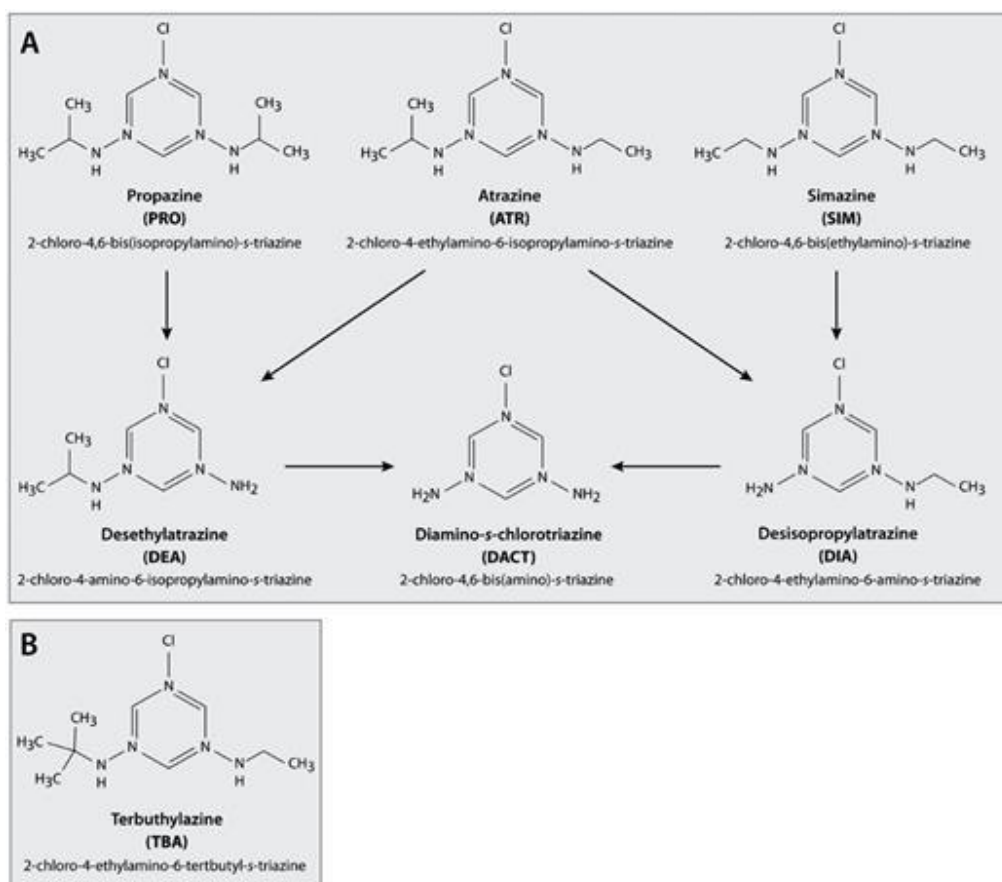 A
Cl
N
CH₃
CH₃
H₃C
N
H
N
N
N
H
CH₃
Propazine
(PRO)
2-chloro-4,6-bis(isopropylamino)-s-triazine
Cl
N
CH₃
H₃C
N
H
N
N
N
H
CH₃
Atrazine
(ATR)
2-chloro-4-ethylamino-6-isopropylamino-s-triazine
Cl
N
H₃C
N
H
N
N
N
H
CH₃
Simazine
(SIM)
2-chloro-4,6-bis(ethylamino)-s-triazine
Cl
N
CH₃
H₃C
N
H
N
N
NH₂
Desethylatrazine
(DEA)
2-chloro-4-amino-6-isopropylamino-s-triazine
Cl
N
N
N
H₂N
NH₂
Diamino-s-chlorotriazine
(DACT)
2-chloro-4,6-bis(amino)-s-triazine
Cl
N
N
N
H₂N
N
H
CH₃
Desisopropylatrazine
(DIA)
2-chloro-4-ethylamino-6-amino-s-triazine
B
Cl
N
CH₃
H₃C
H₃C
N
H
N
N
N
H
CH₃
Terbuthylazine
(TBA)
2-chloro-4-ethylamino-6-tertbutyl-s-triazine